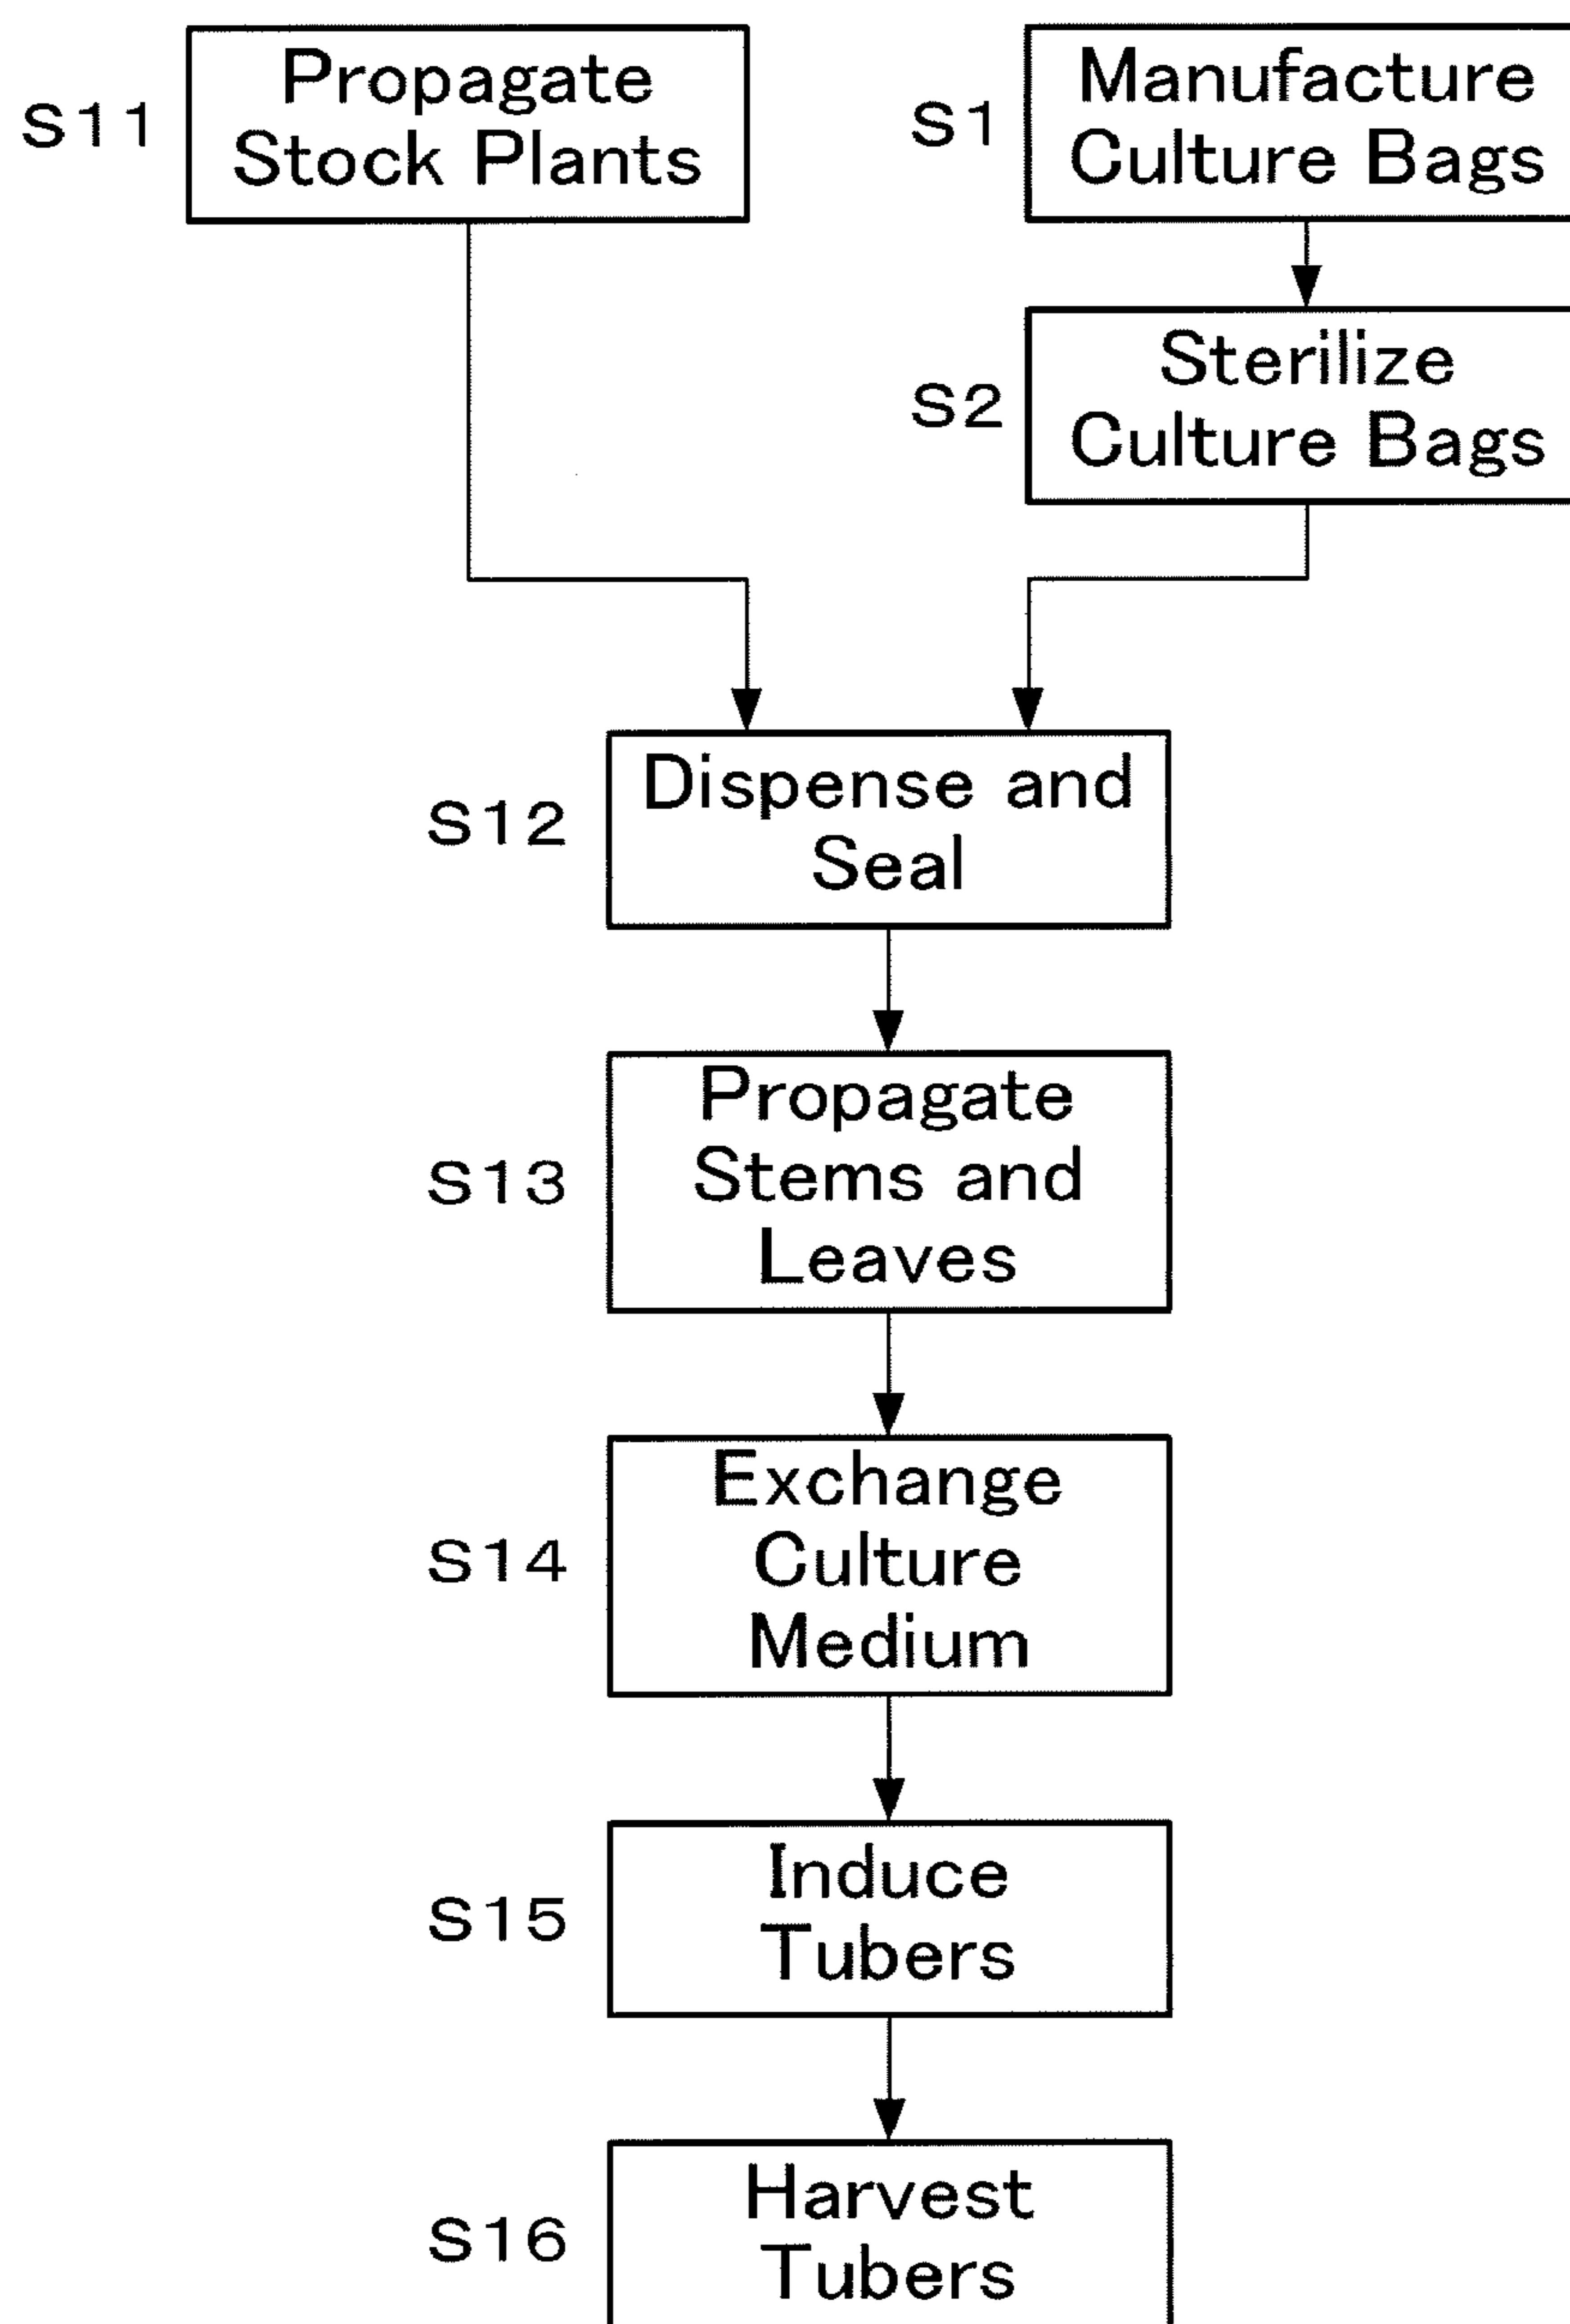 S11
Propagate
Stock Plants
S1
Manufacture
Culture Bags
S2
Sterilize
Culture Bags
S12
Dispense and
Seal
S13
Propagate
Stems and
Leaves
S14
Exchange
Culture
Medium
S15
Induce
Tubers
S16
Harvest
Tubers